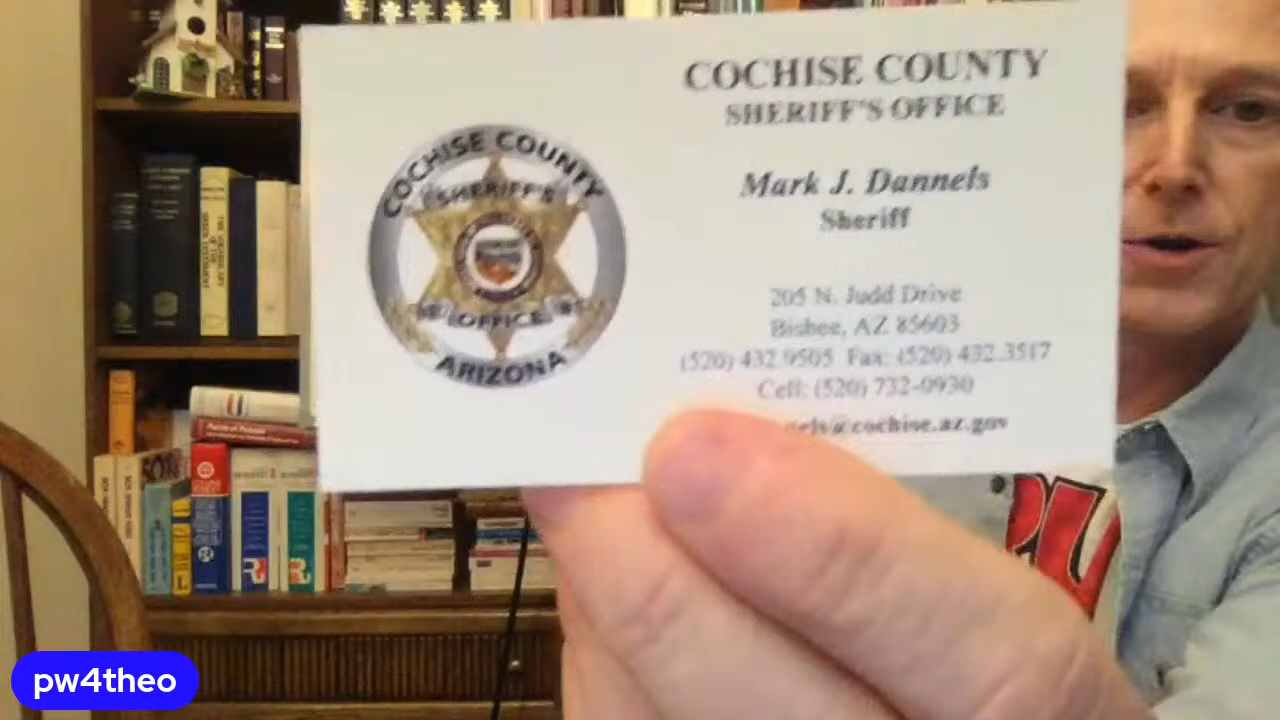 COCHISE COUNTY
SHERIFF'S OFFICE
Mark J. Dannels
Sheriff
205 N. Judd Drive
Bisbee, AZ 85603
(520) 432.9505 Fax: (520) 432.3517
Cell: (520) 732-0930
els@cochise.az.gov
COCHISE COUNTY
SHERIFF'S
OFFICE
ARIZONA
pw4theo